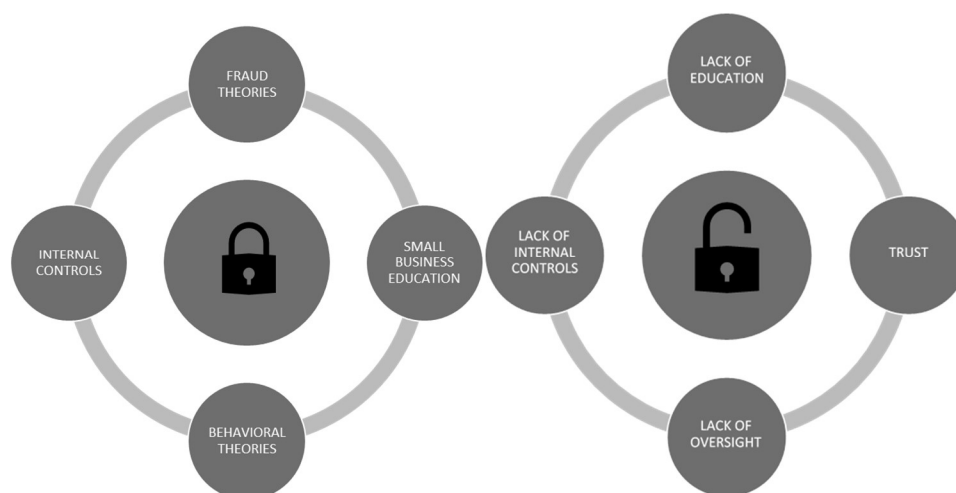 FRAUD
THEORIES
INTERNAL
CONTROLS
SMALL
BUSINESS
EDUCATION
BEHAVIORAL
THEORIES
LACK OF
EDUCATION
LACK OF
INTERNAL
CONTROLS
TRUST
LACK OF
OVERSIGHT